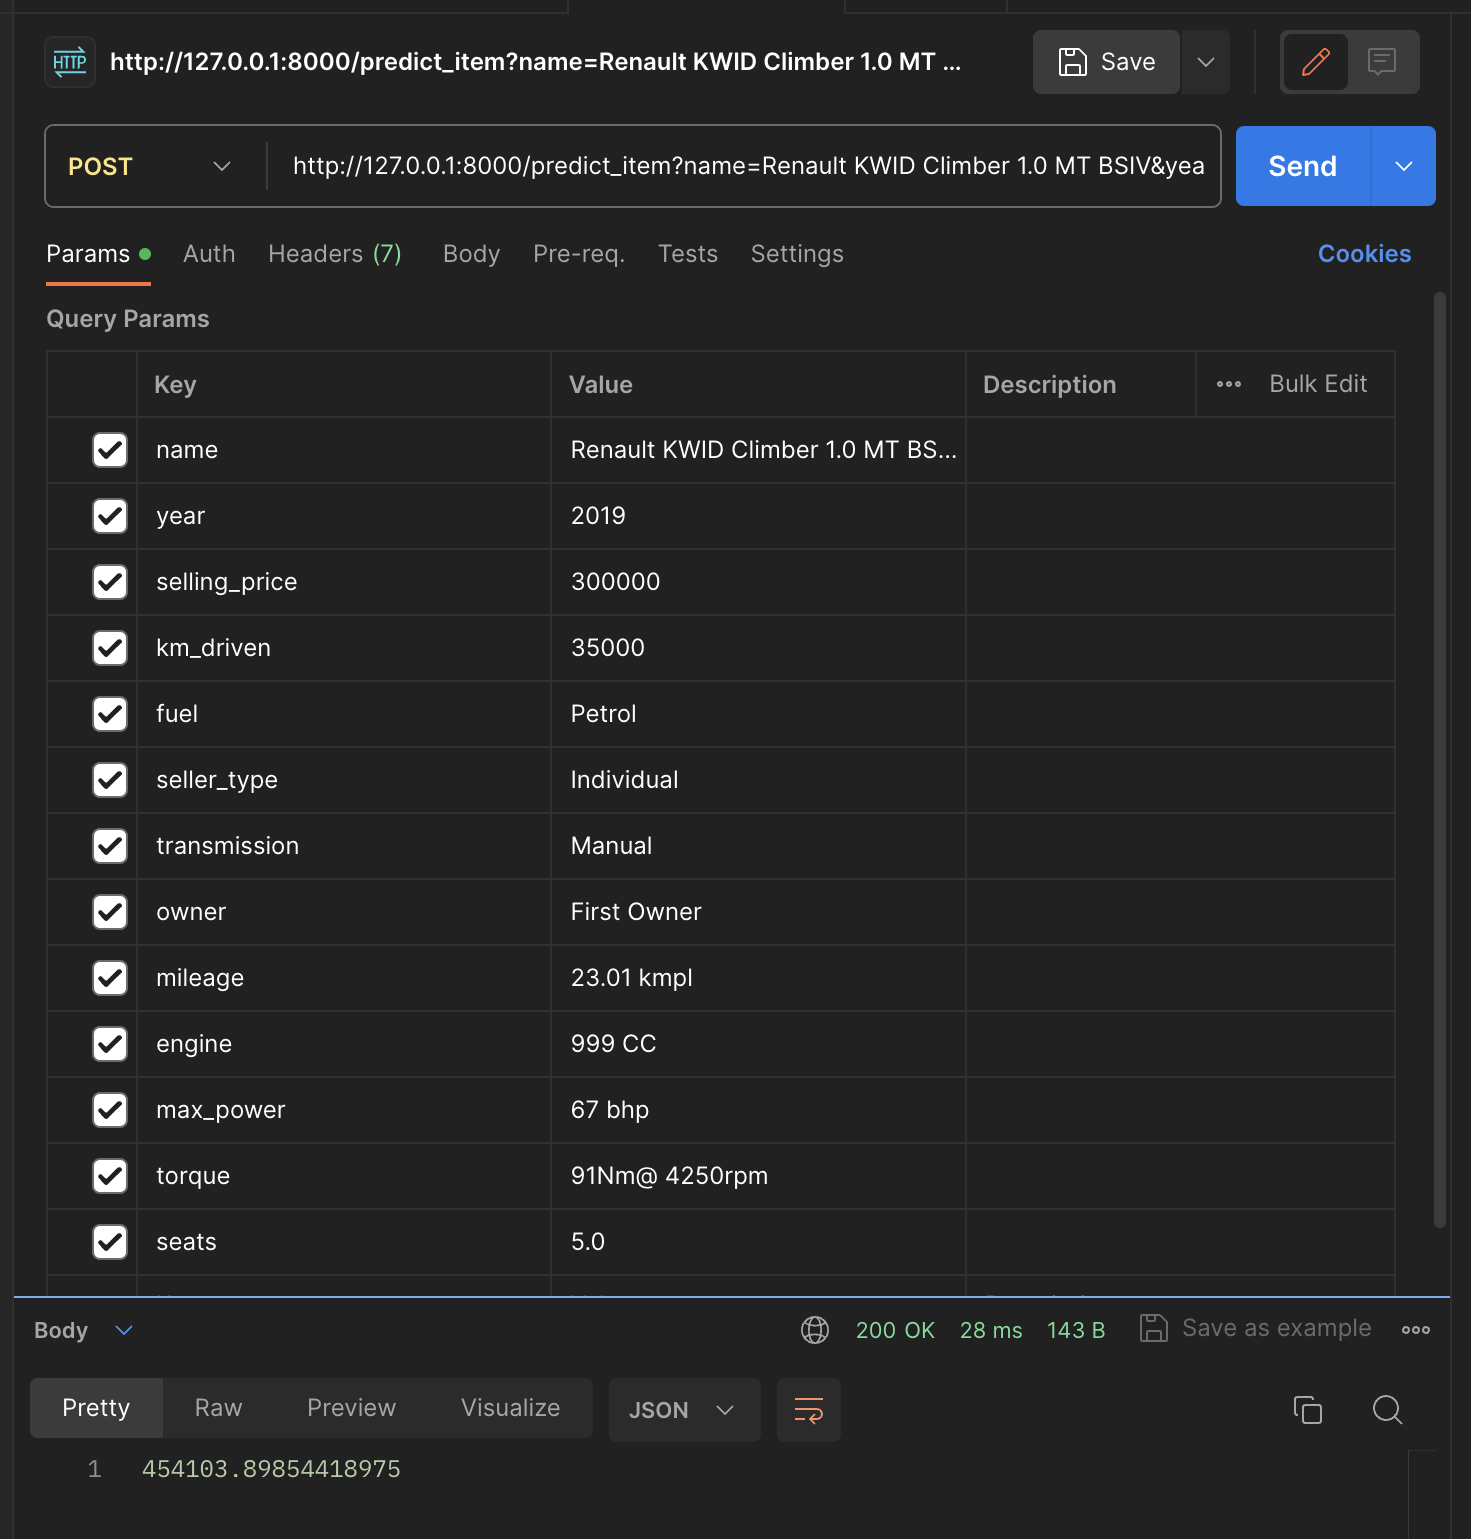 HTTP http://127.0.0.1:8000/predict_item?name=Renault KWID Climber 1.0 MT ... Save
POST http://127.0.0.1:8000/predict_item?name=Renault KWID Climber 1.0 MT BSIV&yea Send
Params Auth Headers (7) Body Pre-req. Tests Settings Cookies
Query Params
Key Value Description Bulk Edit
name Renault KWID Climber 1.0 MT BS...
year 2019
selling_price 300000
km_driven 35000
fuel Petrol
seller_type Individual
transmission Manual
owner First Owner
mileage 23.01 kmpl
engine 999 CC
max_power 67 bhp
torque 91Nm@ 4250rpm
seats 5.0
Body 200 OK 28 ms 143 B Save as example
Pretty Raw Preview Visualize JSON
1 454103.89854418975